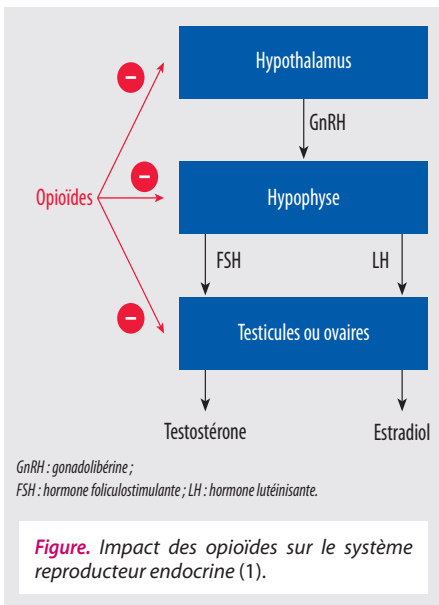 Hypothalamus
–
GnRH
–
Opioïdes
Hypophyse
FSH
LH
–
Testicules ou ovaires
Testostérone
Estradiol
GnRH : gonadolibérine ;
FSH : hormone foliculostimulante ; LH : hormone lutéinisante.
Figure. Impact des opioïdes sur le système
reproducteur endocrine (1).